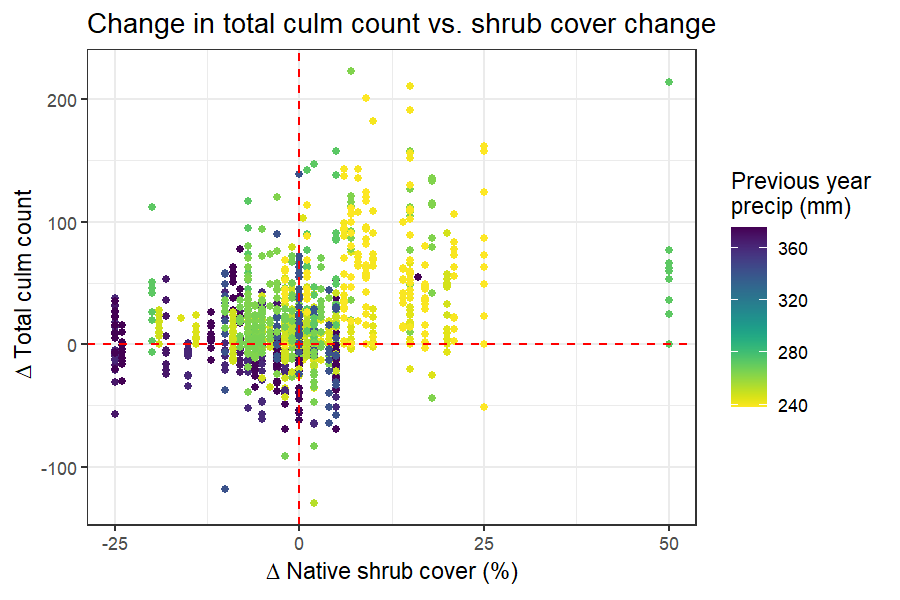 Change in total culm count vs. shrub cover change
Δ Total culm count
200
100
0
-100
-25
0
25
50
Δ Native shrub cover (%)
Previous year
precip (mm)
360
320
280
240